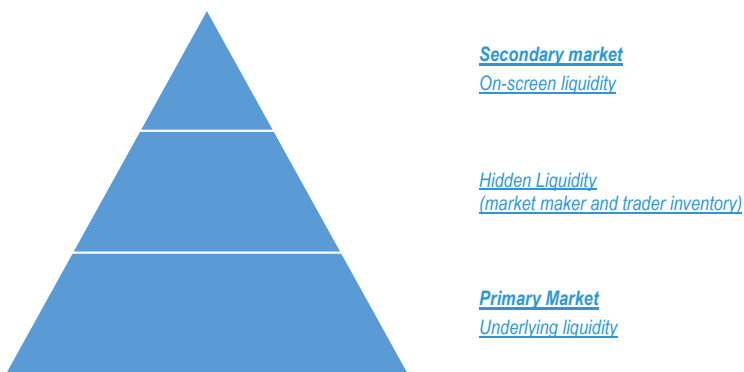 Secondary market
On-screen liquidity
Hidden Liquidity
(market maker and trader inventory)
Primary Market
Underlying liquidity